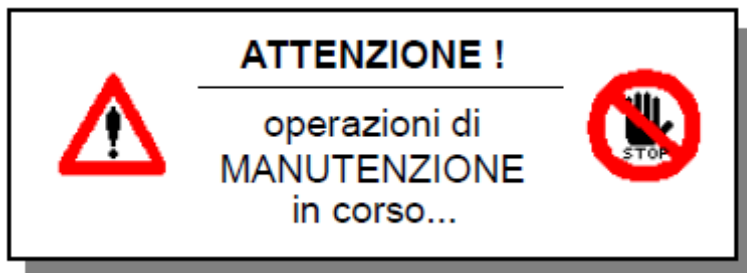 ATTENZIONE !
operazioni di
MANUTENZIONE
in corso...
STOP